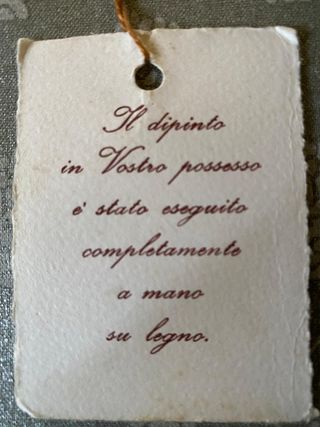 Il dipinto
in Vostro possesso
e' stato eseguito
completamente
a mano
su legno.